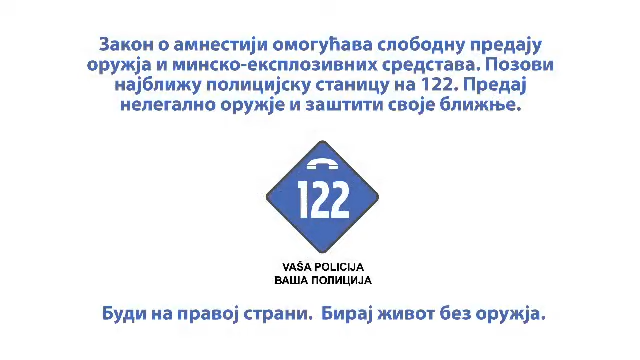 Закон о амнестији омогућава слободну предају
оружја и минско-експлозивних средстава. Позови
најближу полицијску станицу на 122. Предај
нелегално оружје и заштити своје ближње.
122
VAŠA POLICIJA
ВАША ПОЛИЦИЈА
Буди на правој страни. Бирај живот без оружја.